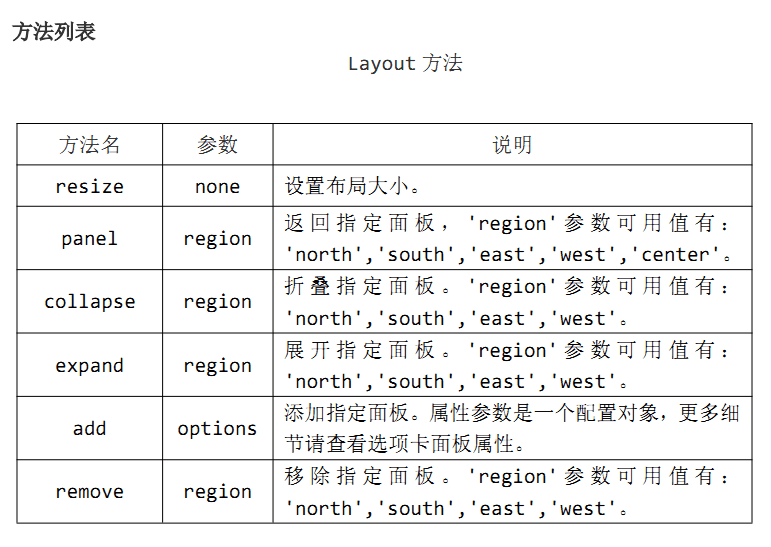 方法列表
Layout 方法
方法名 参数 说明
resize none 设置布局大小。
panel region 返回指定面板，'region'参数可用值有：
'north','south','east','west','center'。
collapse region 折叠指定面板。'region'参数可用值有：
'north','south','east','west'。
expand region 展开指定面板。'region'参数可用值有：
'north','south','east','west'。
add options 添加指定面板。属性参数是一个配置对象，更多细
节请查看选项卡面板属性。
remove region 移除指定面板。'region'参数可用值有：
'north','south','east','west'。